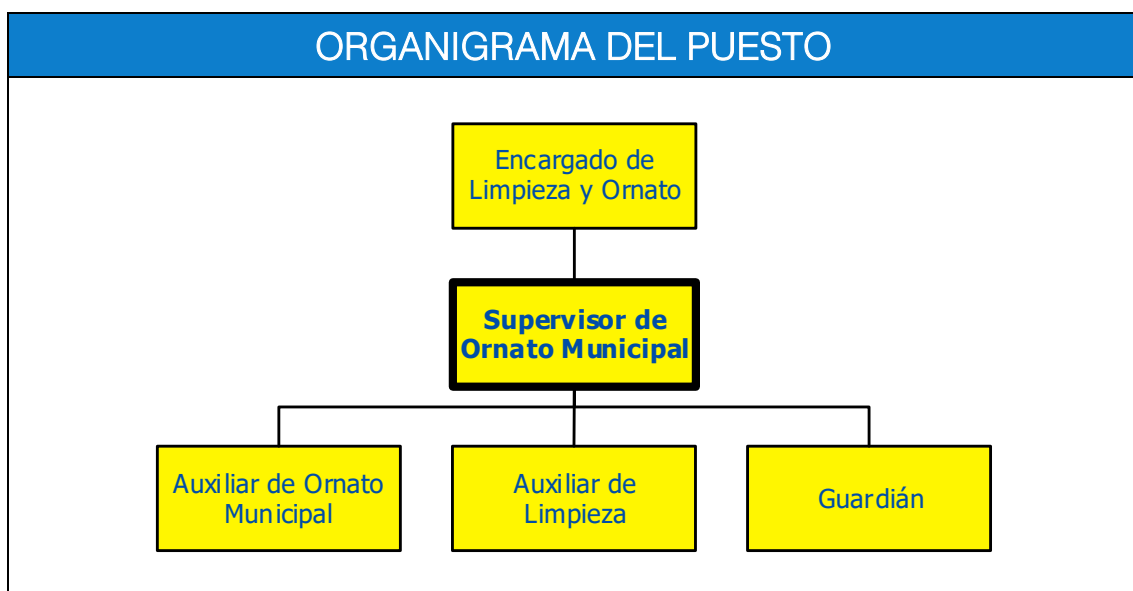 ORGANIGRAMA DEL PUESTO
Encargado de
Limpieza y Ornato
Supervisor de
Ornato Municipal
Auxiliar de Ornato
Municipal
Auxiliar de
Limpieza
Guardián